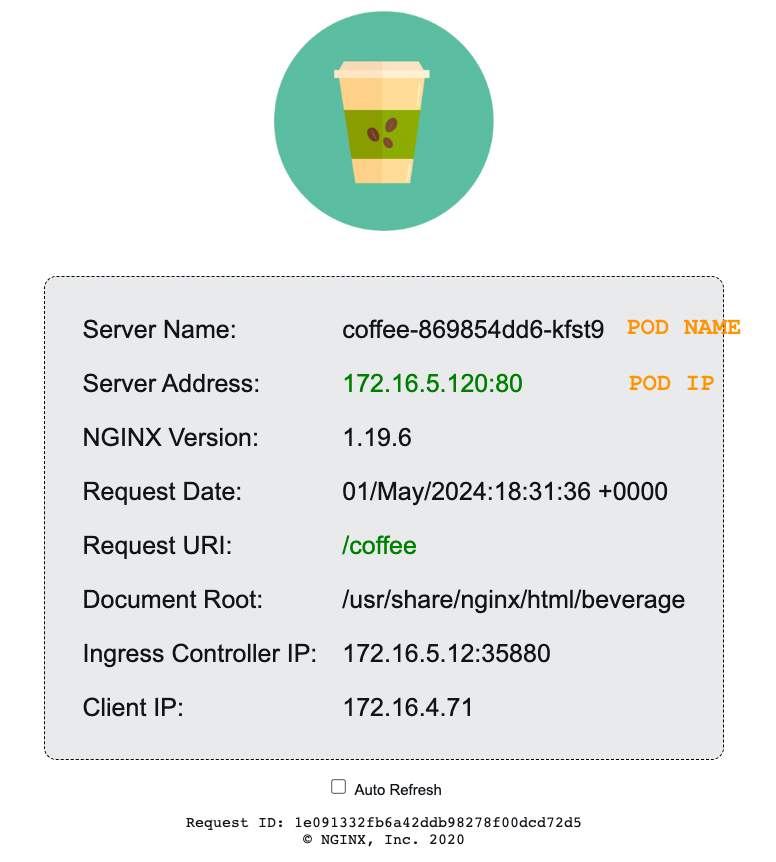 Server Name: coffee-869854dd6-kfst9 POD NAME
Server Address: 172.16.5.120:80 POD IP
NGINX Version: 1.19.6
Request Date: 01/May/2024:18:31:36 +0000
Request URI: /coffee
Document Root: /usr/share/nginx/html/beverage
Ingress Controller IP: 172.16.5.12:35880
Client IP: 172.16.4.71
Auto Refresh
Request ID: 1e091332fb6a42ddb98278f00dcd72d5
© NGINX, Inc. 2020